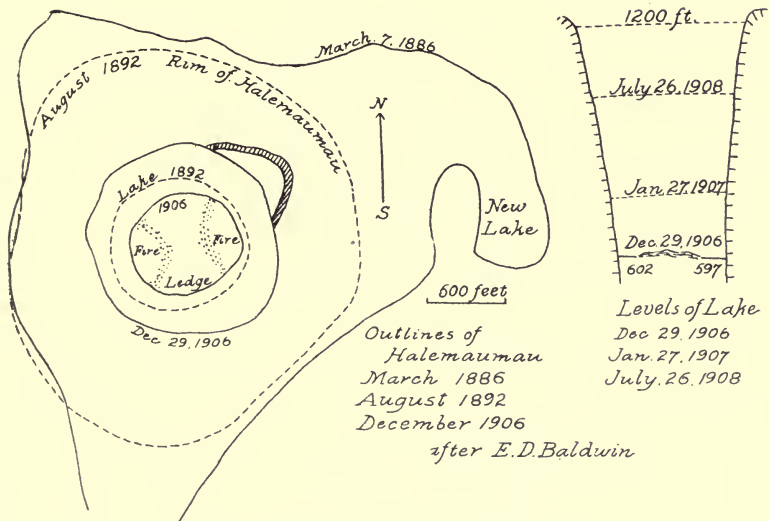 March. 7. 1886
August 1892 Rim of Halemaumau
Lake 1892
1906
Fire
Fire
Ledge
Dec 29, 1906
N
S
New
Lake
600 feet
Outlines of
Halemaumau
March 1886
August 1892
December 1906
after E.D. Baldwin
1200 ft.
July 26, 1908
Jan. 27, 1907
Dec. 29, 1906
602 597
Levels of Lake
Dec 29, 1906
Jan. 27. 1907
July, 26. 1908